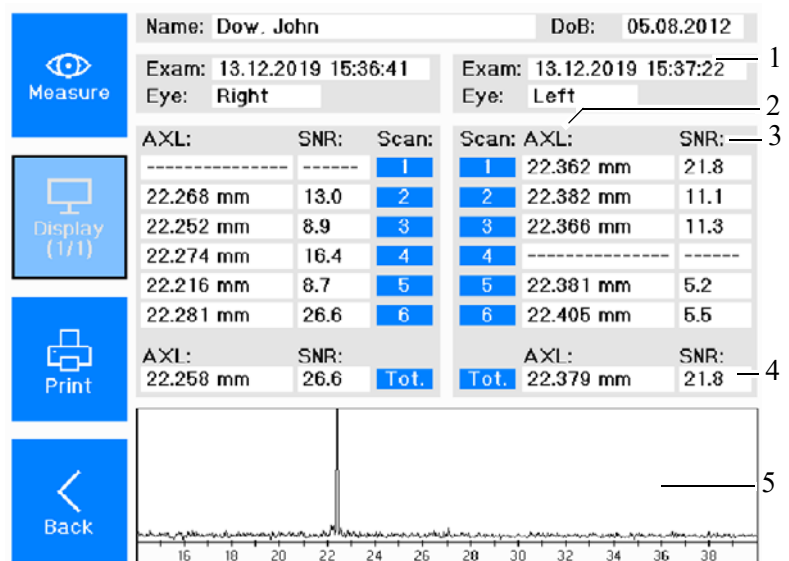 Name: Dow, John DoB: 05.08.2012
Measure
Exam: 13.12.2019 15:36:41 Exam: 13.12.2019 15:37:22 1
Eye: Right Eye: Left
2
AXL: SNR: Scan: Scan: AXL: SNR: 3
--------------- ------ 1 1 22.362 mm 21.8
22.268 mm 13.0 2 2 22.382 mm 11.1
22.252 mm 8.9 3 3 22.366 mm 11.3
22.274 mm 16.4 4 4 --------------- ------
22.216 mm 8.7 5 5 22.381 mm 5.2
22.281 mm 26.6 6 6 22.405 mm 5.5
Display
(1/1)
AXL: SNR: AXL: SNR:
22.258 mm 26.6 Tot. Tot. 22.379 mm 21.8 4
Print
5
Back
16 18 20 22 24 26 28 30 32 34 36 38